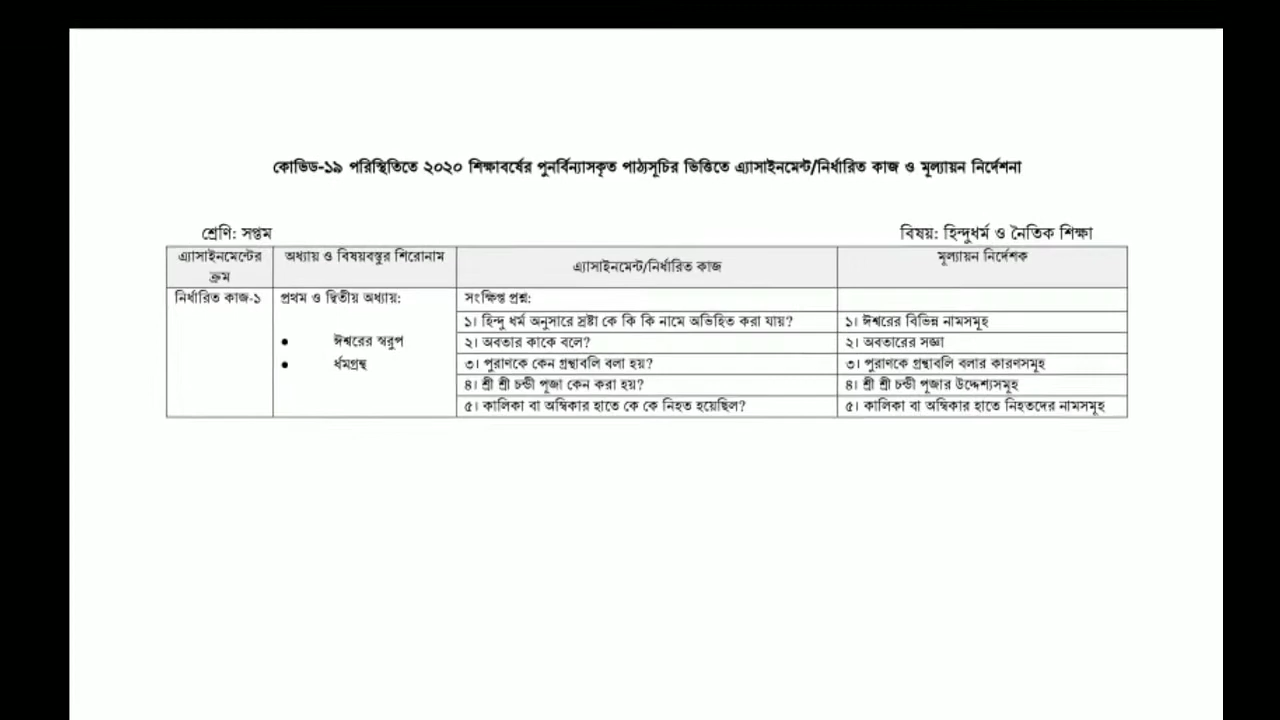 কোভিড-১৯ পরিস্থিতিতে ২০২০ শিক্ষাবর্ষের পুনর্বিন্যাসকৃত পাঠ্যসূচির ভিত্তিতে এ্যাসাইনমেন্ট/নির্ধারিত কাজ ও মূল্যায়ন নির্দেশনা
শ্রেণি: সপ্তম বিষয়: হিন্দুধর্ম ও নৈতিক শিক্ষা
এ্যাসাইনমেন্টের
ক্রম
অধ্যায় ও বিষয়বস্তুর শিরোনাম
এ্যাসাইনমেন্ট/নির্ধারিত কাজ
মূল্যায়ন নির্দেশক
নির্ধারিত কাজ-১
প্রথম ও দ্বিতীয় অধ্যায়:
• ঈশ্বরের স্বরুপ
• র্ধমগ্রন্থ
সংক্ষিপ্ত প্রশ্ন:
১। হিন্দু ধর্ম অনুসারে স্রষ্টা কে কি কি নামে অভিহিত করা যায়? ১। ঈশ্বরের বিভিন্ন নামসমূহ
২। অবতার কাকে বলে? ২। অবতারের সজ্ঞা
৩। পুরাণকে কেন গ্রন্থাবলি বলা হয়? ৩। পুরাণকে গ্রন্থাবলি বলার কারণসমূহ
৪। শ্রী শ্রী চন্ডী পূজা কেন করা হয়? ৪। শ্রী শ্রী চন্ডী পূজার উদ্দেশ্যসমূহ
৫। কালিকা বা অম্বিকার হাতে কে কে নিহত হয়েছিল? ৫। কালিকা বা অম্বিকার হাতে নিহতদের নামসমূহ